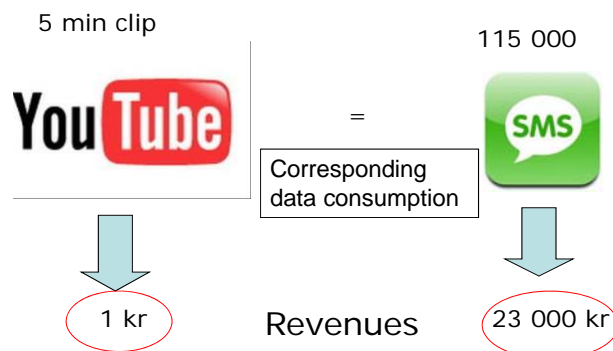 5 min clip
115 000
YouTube
=
SMS
Corresponding
data consumption
1 kr
Revenues
23 000 kr